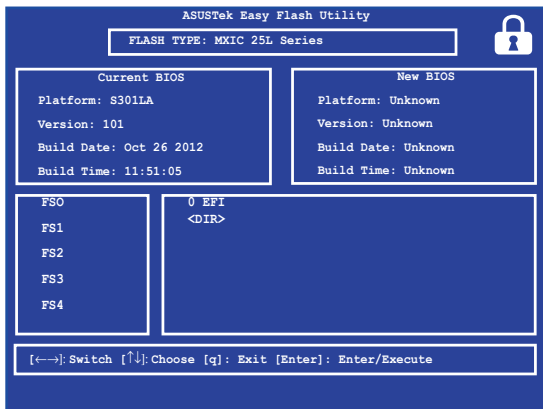 ASUSTek Easy Flash Utility
FLASH TYPE: MXIC 25L Series
Current BIOS
Platform: S301LA
Version: 101
Build Date: Oct 26 2012
Build Time: 11:51:05
New BIOS
Platform: Unknown
Version: Unknown
Build Date: Unknown
Build Time: Unknown
FSO
FS1
FS2
FS3
FS4
0 EFI
<DIR>
[←→]: Switch [↑↓]: Choose [q]: Exit [Enter]: Enter/Execute